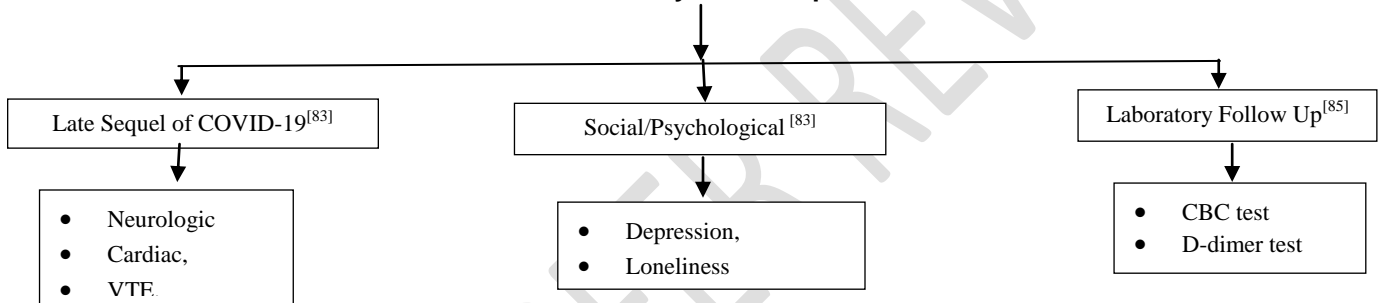 Late Sequel of COVID-19[83]
Neurologic
Cardiac,
VTE,
Social/Psychological [83]
Depression,
Loneliness
Laboratory Follow Up[85]
CBC test
D-dimer test